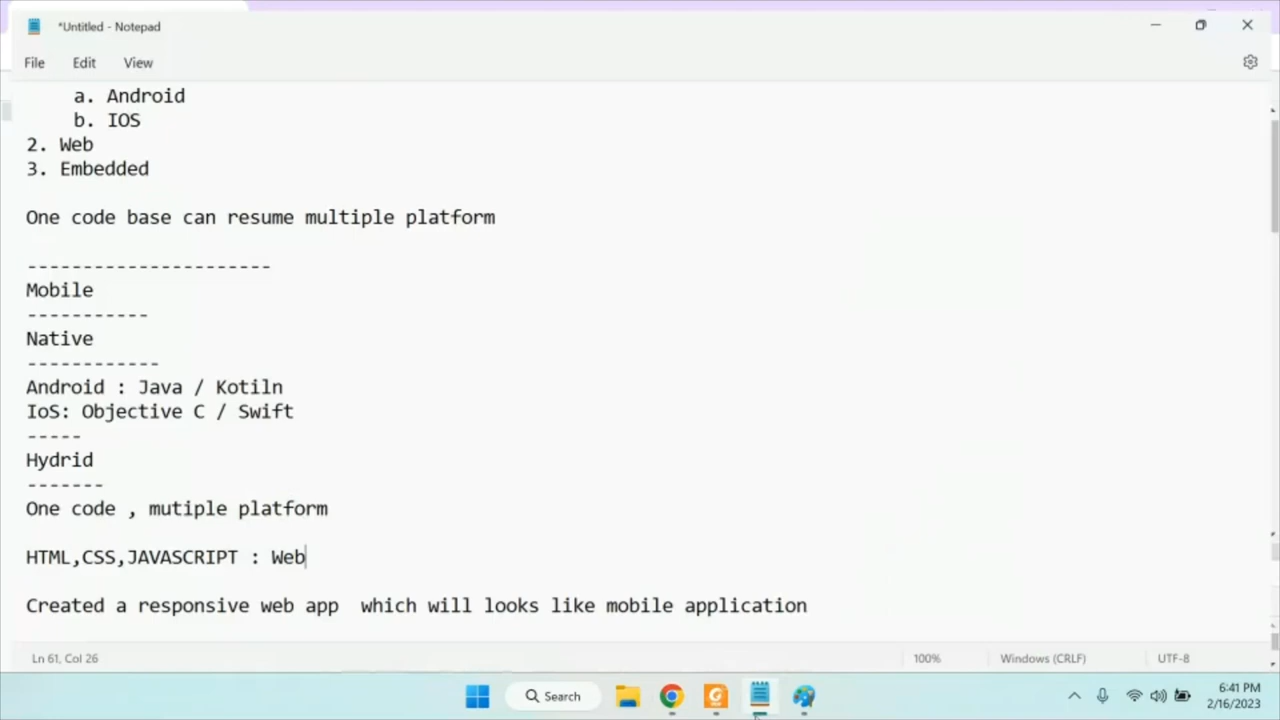 *Untitled - Notepad
File Edit View
a. Android
b. IOS
2. Web
3. Embedded
One code base can resume multiple platform
----------------------
Mobile
-----------
Native
------------
Android : Java / Kotiln
IoS: Objective C / Swift
-----
Hydrid
-------
One code , mutiple platform
HTML,CSS,JAVASCRIPT : Web
Created a responsive web app  which will looks like mobile application
Ln 61, Col 26 100% Windows (CRLF) UTF-8
Search 6:41 PM
2/16/2023